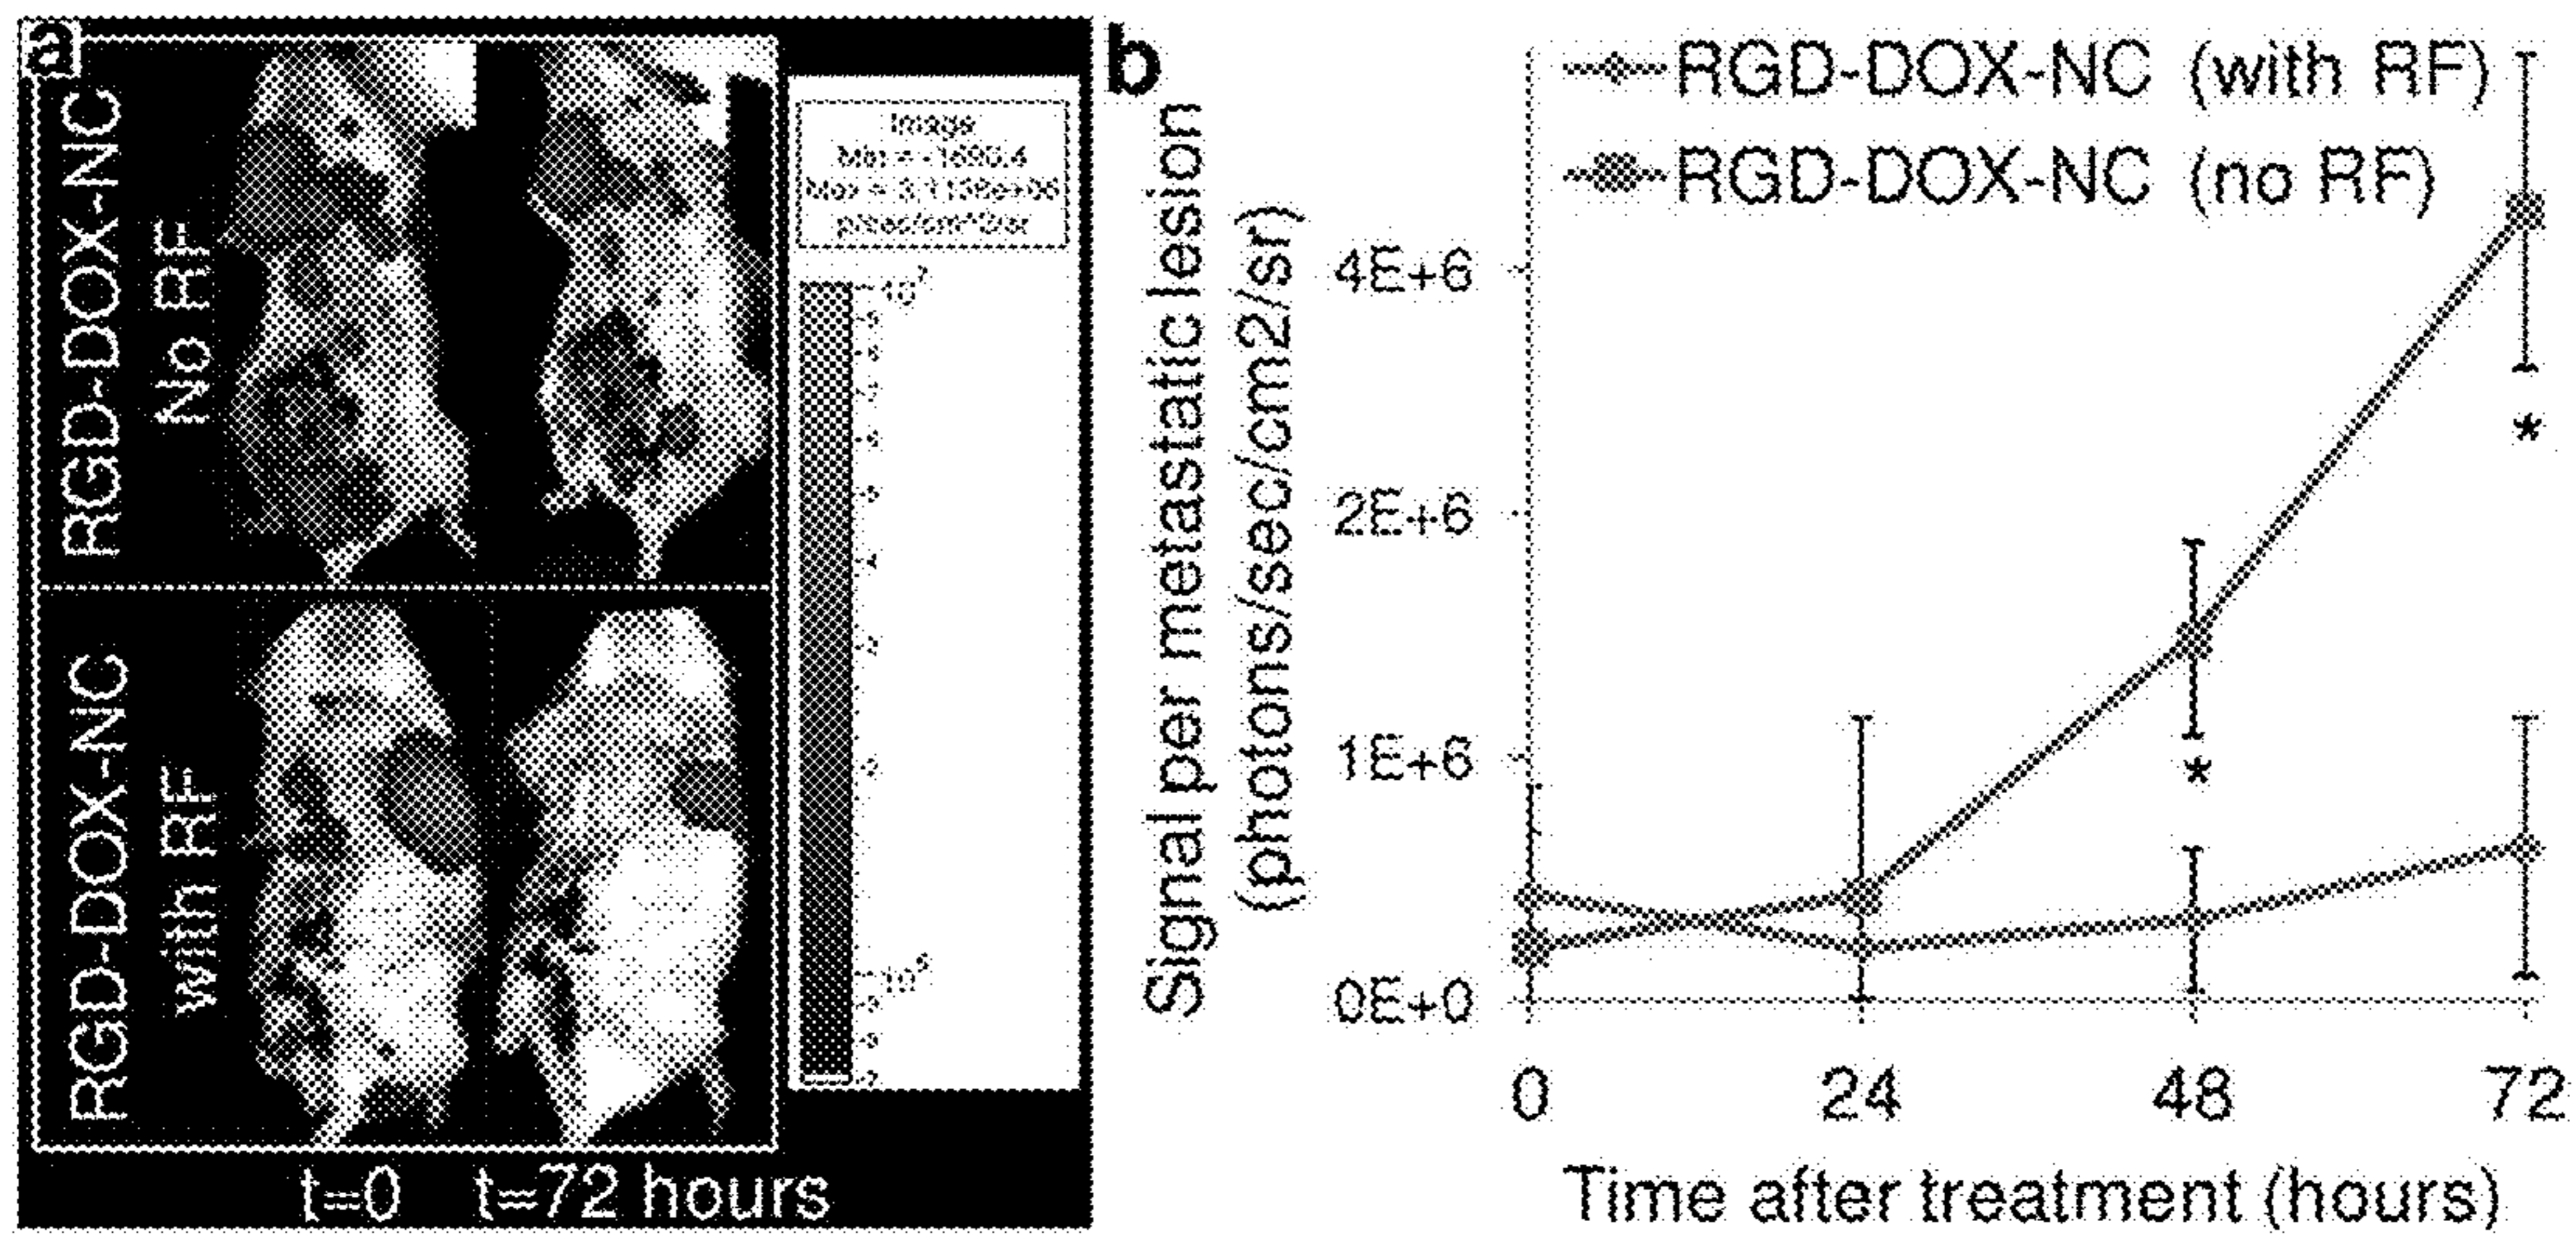 a
RGD-DOX-NC
No RF
RGD-DOX-NC
with RF
t=0 t=72 hours
Image
b
RGD-DOX-NC (with RF)
RGD-DOX-NC (no RF)
Signal per metastatic lesion
(photons/sec/cm2/sr)
4E+6
2E+6
1E+6
0E+0
*
*
0 24 48 72
Time after treatment (hours)